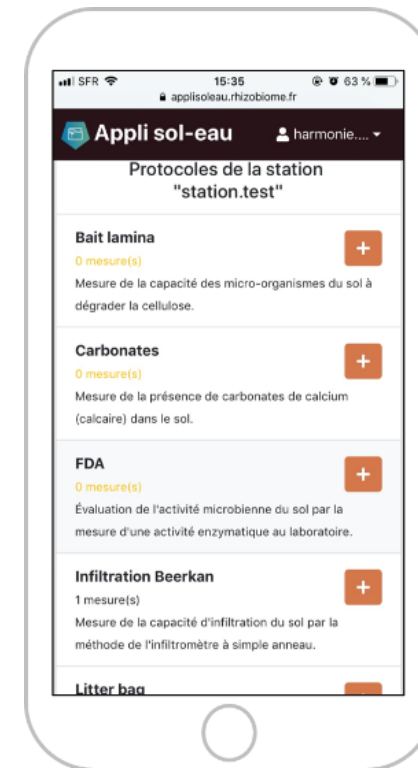 SFR 15:35 63 %
applisoleau.rhizobiome.fr
Appli sol-eau harmonie....
Protocoles de la station
"station.test"
Bait lamina
+
0 mesure(s)
Mesure de la capacité des micro-organismes du sol à
dégrader la cellulose.
Carbonates
+
0 mesure(s)
Mesure de la présence de carbonates de calcium
(calcaire) dans le sol.
FDA
+
0 mesure(s)
Évaluation de l'activité microbienne du sol par la
mesure d'une activité enzymatique au laboratoire.
Infiltration Beerkan
+
1 mesure(s)
Mesure de la capacité d'infiltration du sol par la
méthode de l'infiltromètre à simple anneau.
Litter bag